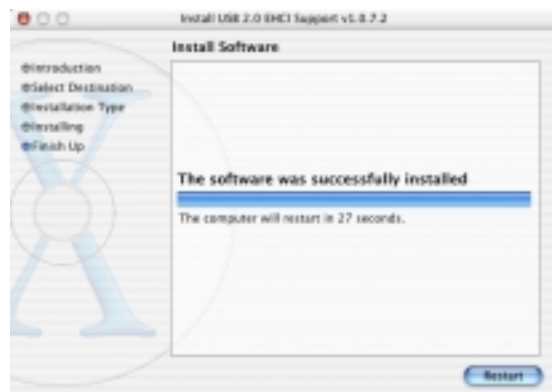 Install USB 2.0 EHCI Support v1.0.7.2
Install Software
Introduction
Select Destination
Installation Type
Installing
Finish Up
The software was successfully installed
The computer will restart in 27 seconds.
Restart